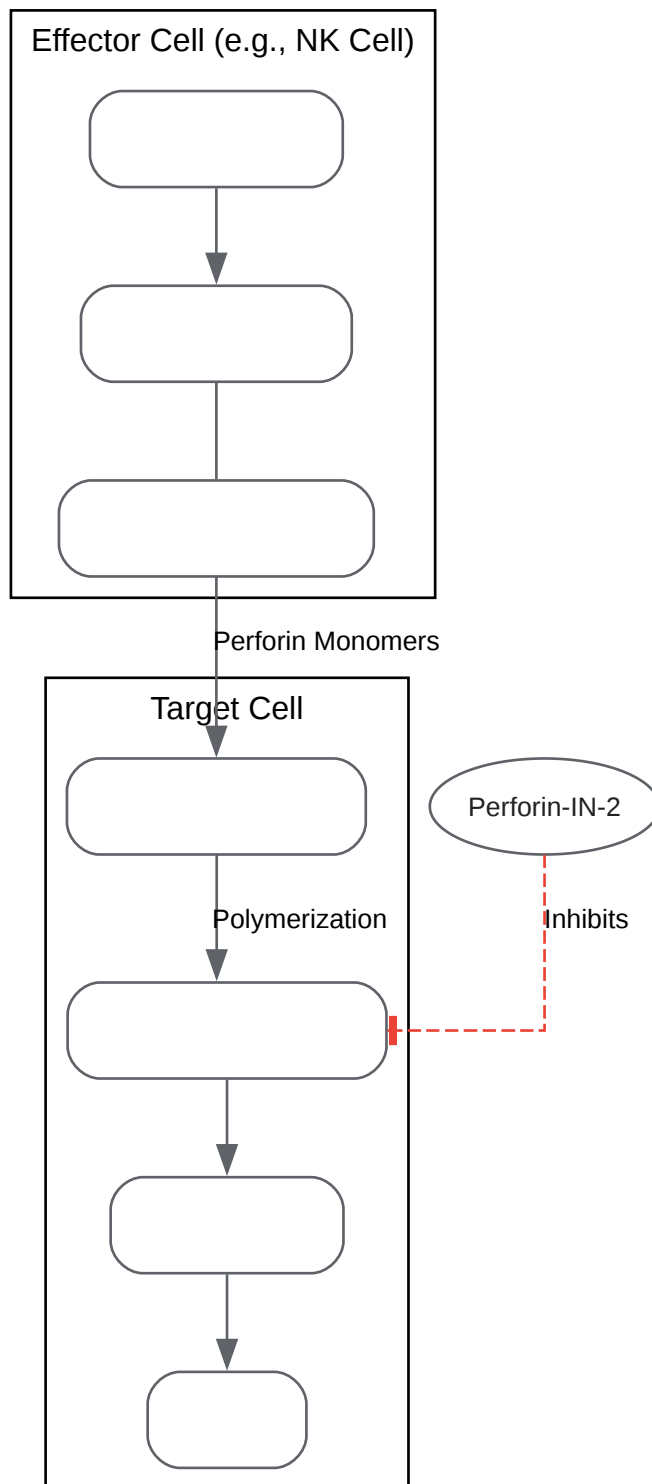 Effector Cell (e.g., NK Cell)
Perforin Monomers
Target Cell
Perforin-IN-2
Polymerization
Inhibits